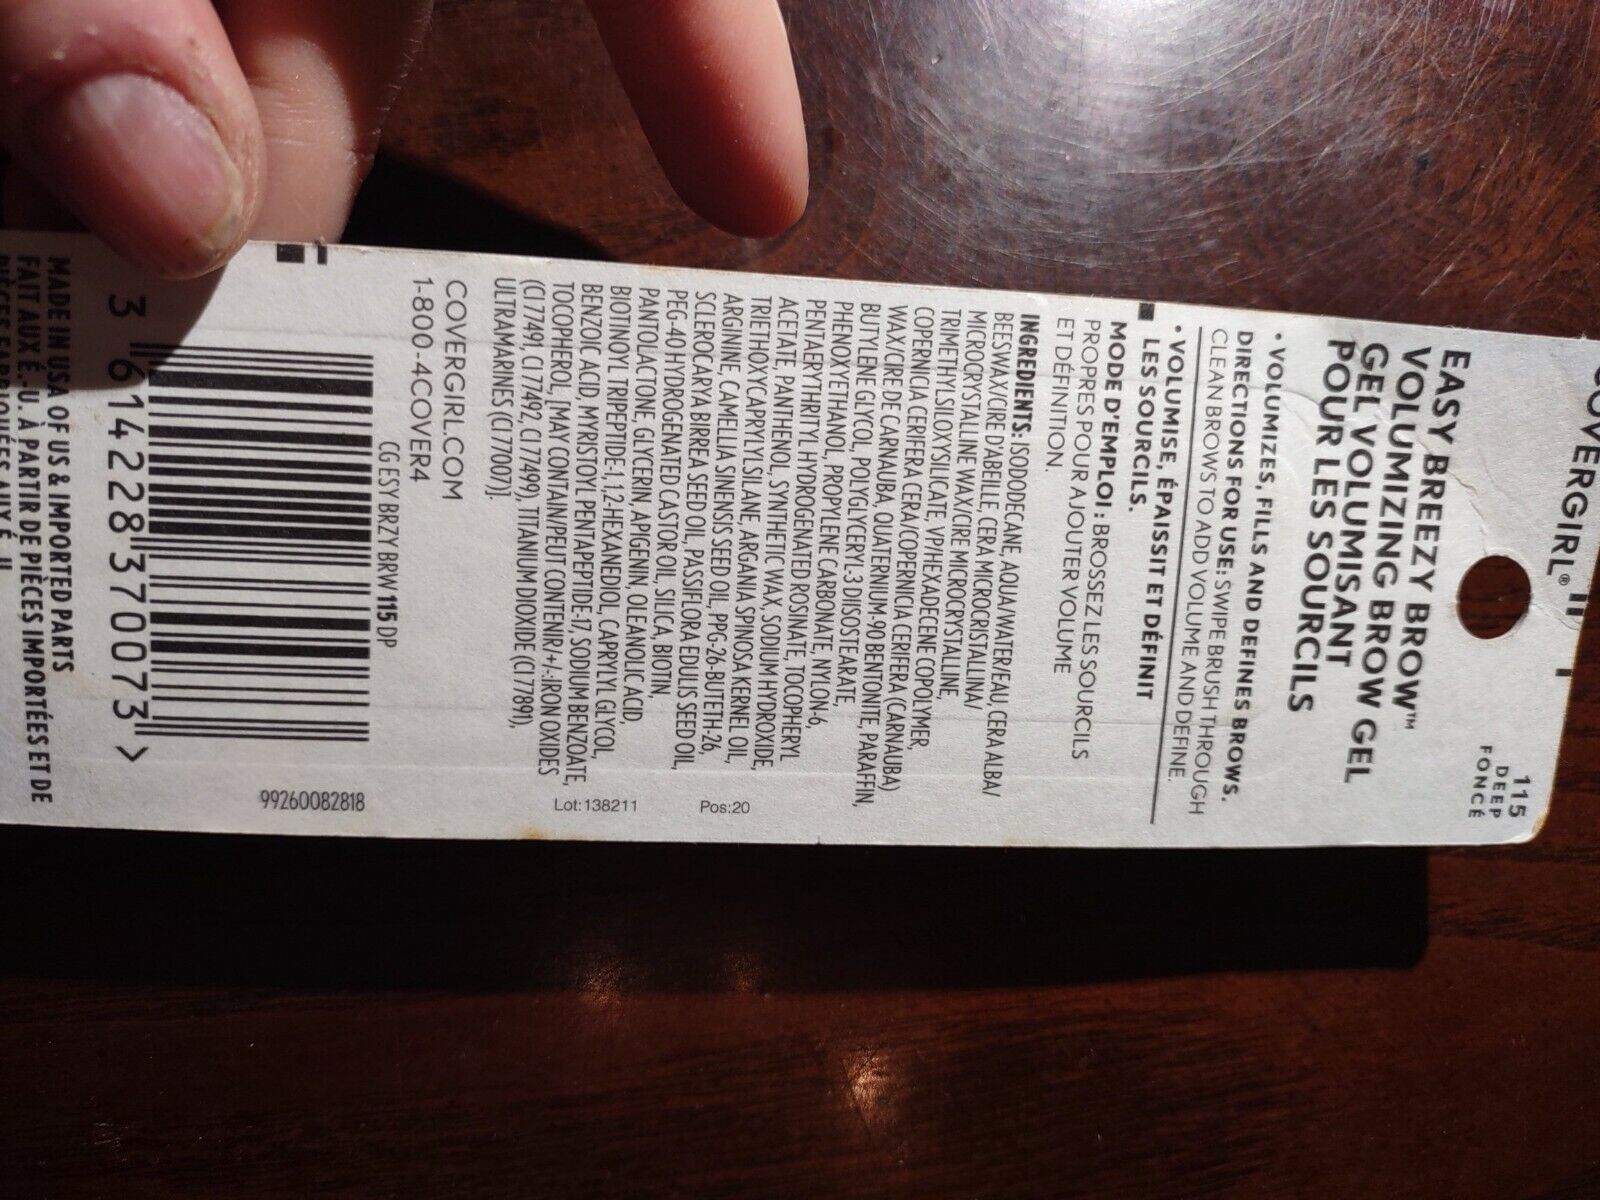 COVERGIRL®
115
DEEP
FONCÉ
EASY BREEZY BROW™
VOLUMIZING BROW GEL
GEL VOLUMISANT
POUR LES SOURCILS
• VOLUMIZES, FILLS AND DEFINES BROWS.
DIRECTIONS FOR USE: SWIPE BRUSH THROUGH
CLEAN BROWS TO ADD VOLUME AND DEFINE.
• VOLUMISE, ÉPAISSIT ET DÉFINIT
LES SOURCILS.
MODE D'EMPLOI : BROSSEZ LES SOURCILS
PROPRES POUR AJOUTER VOLUME
ET DÉFINITION.
INGREDIENTS: ISODODECANE, AQUA/WATER/EAU, CERA ALBA/
BEESWAX/CIRE D'ABEILLE, CERA MICROCRISTALLINA/
MICROCRYSTALLINE WAX/CIRE MICROCRYSTALLINE,
TRIMETHYLSILOXYSILICATE, VP/HEXADECENE COPOLYMER,
COPERNICIA CERIFERA CERA/COPERNICIA CERIFERA (CARNAUBA)
WAX/CIRE DE CARNAUBA, QUATERNIUM-90 BENTONITE, PARAFFIN,
BUTYLENE GLYCOL, POLYGLYCERYL-3 DIISOSTEARATE,
PHENOXYETHANOL, PROPYLENE CARBONATE, NYLON-6,
PENTAERYTHRITYL HYDROGENATED ROSINATE, TOCOPHERYL
ACETATE, PANTHENOL, SYNTHETIC WAX, SODIUM HYDROXIDE,
TRIETHOXYCAPRYLYLSILANE, ARGANIA SPINOSA KERNEL OIL,
ARGININE, CAMELLIA SINENSIS SEED OIL, PPG-26-BUTETH-26,
SCLEROCARYA BIRREA SEED OIL, PASSIFLORA EDULIS SEED OIL,
PEG-40 HYDROGENATED CASTOR OIL, SILICA, BIOTIN,
PANTOLACTONE, GLYCERIN, APIGENIN, OLEANOLIC ACID,
BIOTINOYL TRIPEPTIDE-1, 1,2-HEXANEDIOL, CAPRYLYL GLYCOL,
BENZOIC ACID, MYRISTOYL PENTAPEPTIDE-17, SODIUM BENZOATE,
TOCOPHEROL, [MAY CONTAIN/PEUT CONTENIR/+/-:IRON OXIDES
(CI 77491, CI 77492, CI 77499), TITANIUM DIOXIDE (CI 77891),
ULTRAMARINES (CI 77007)].
Pos:20
Lot:138211
COVERGIRL.COM
1-800-4COVER4
CG ESY BRZY BRW 115 DP
99260082818
3 614228 370073 >
MADE IN USA OF US & IMPORTED PARTS
FAIT AUX É.-U. À PARTIR DE PIÈCES IMPORTÉES ET DE
PIÈCES FABRIQUÉES AUX É.-U.